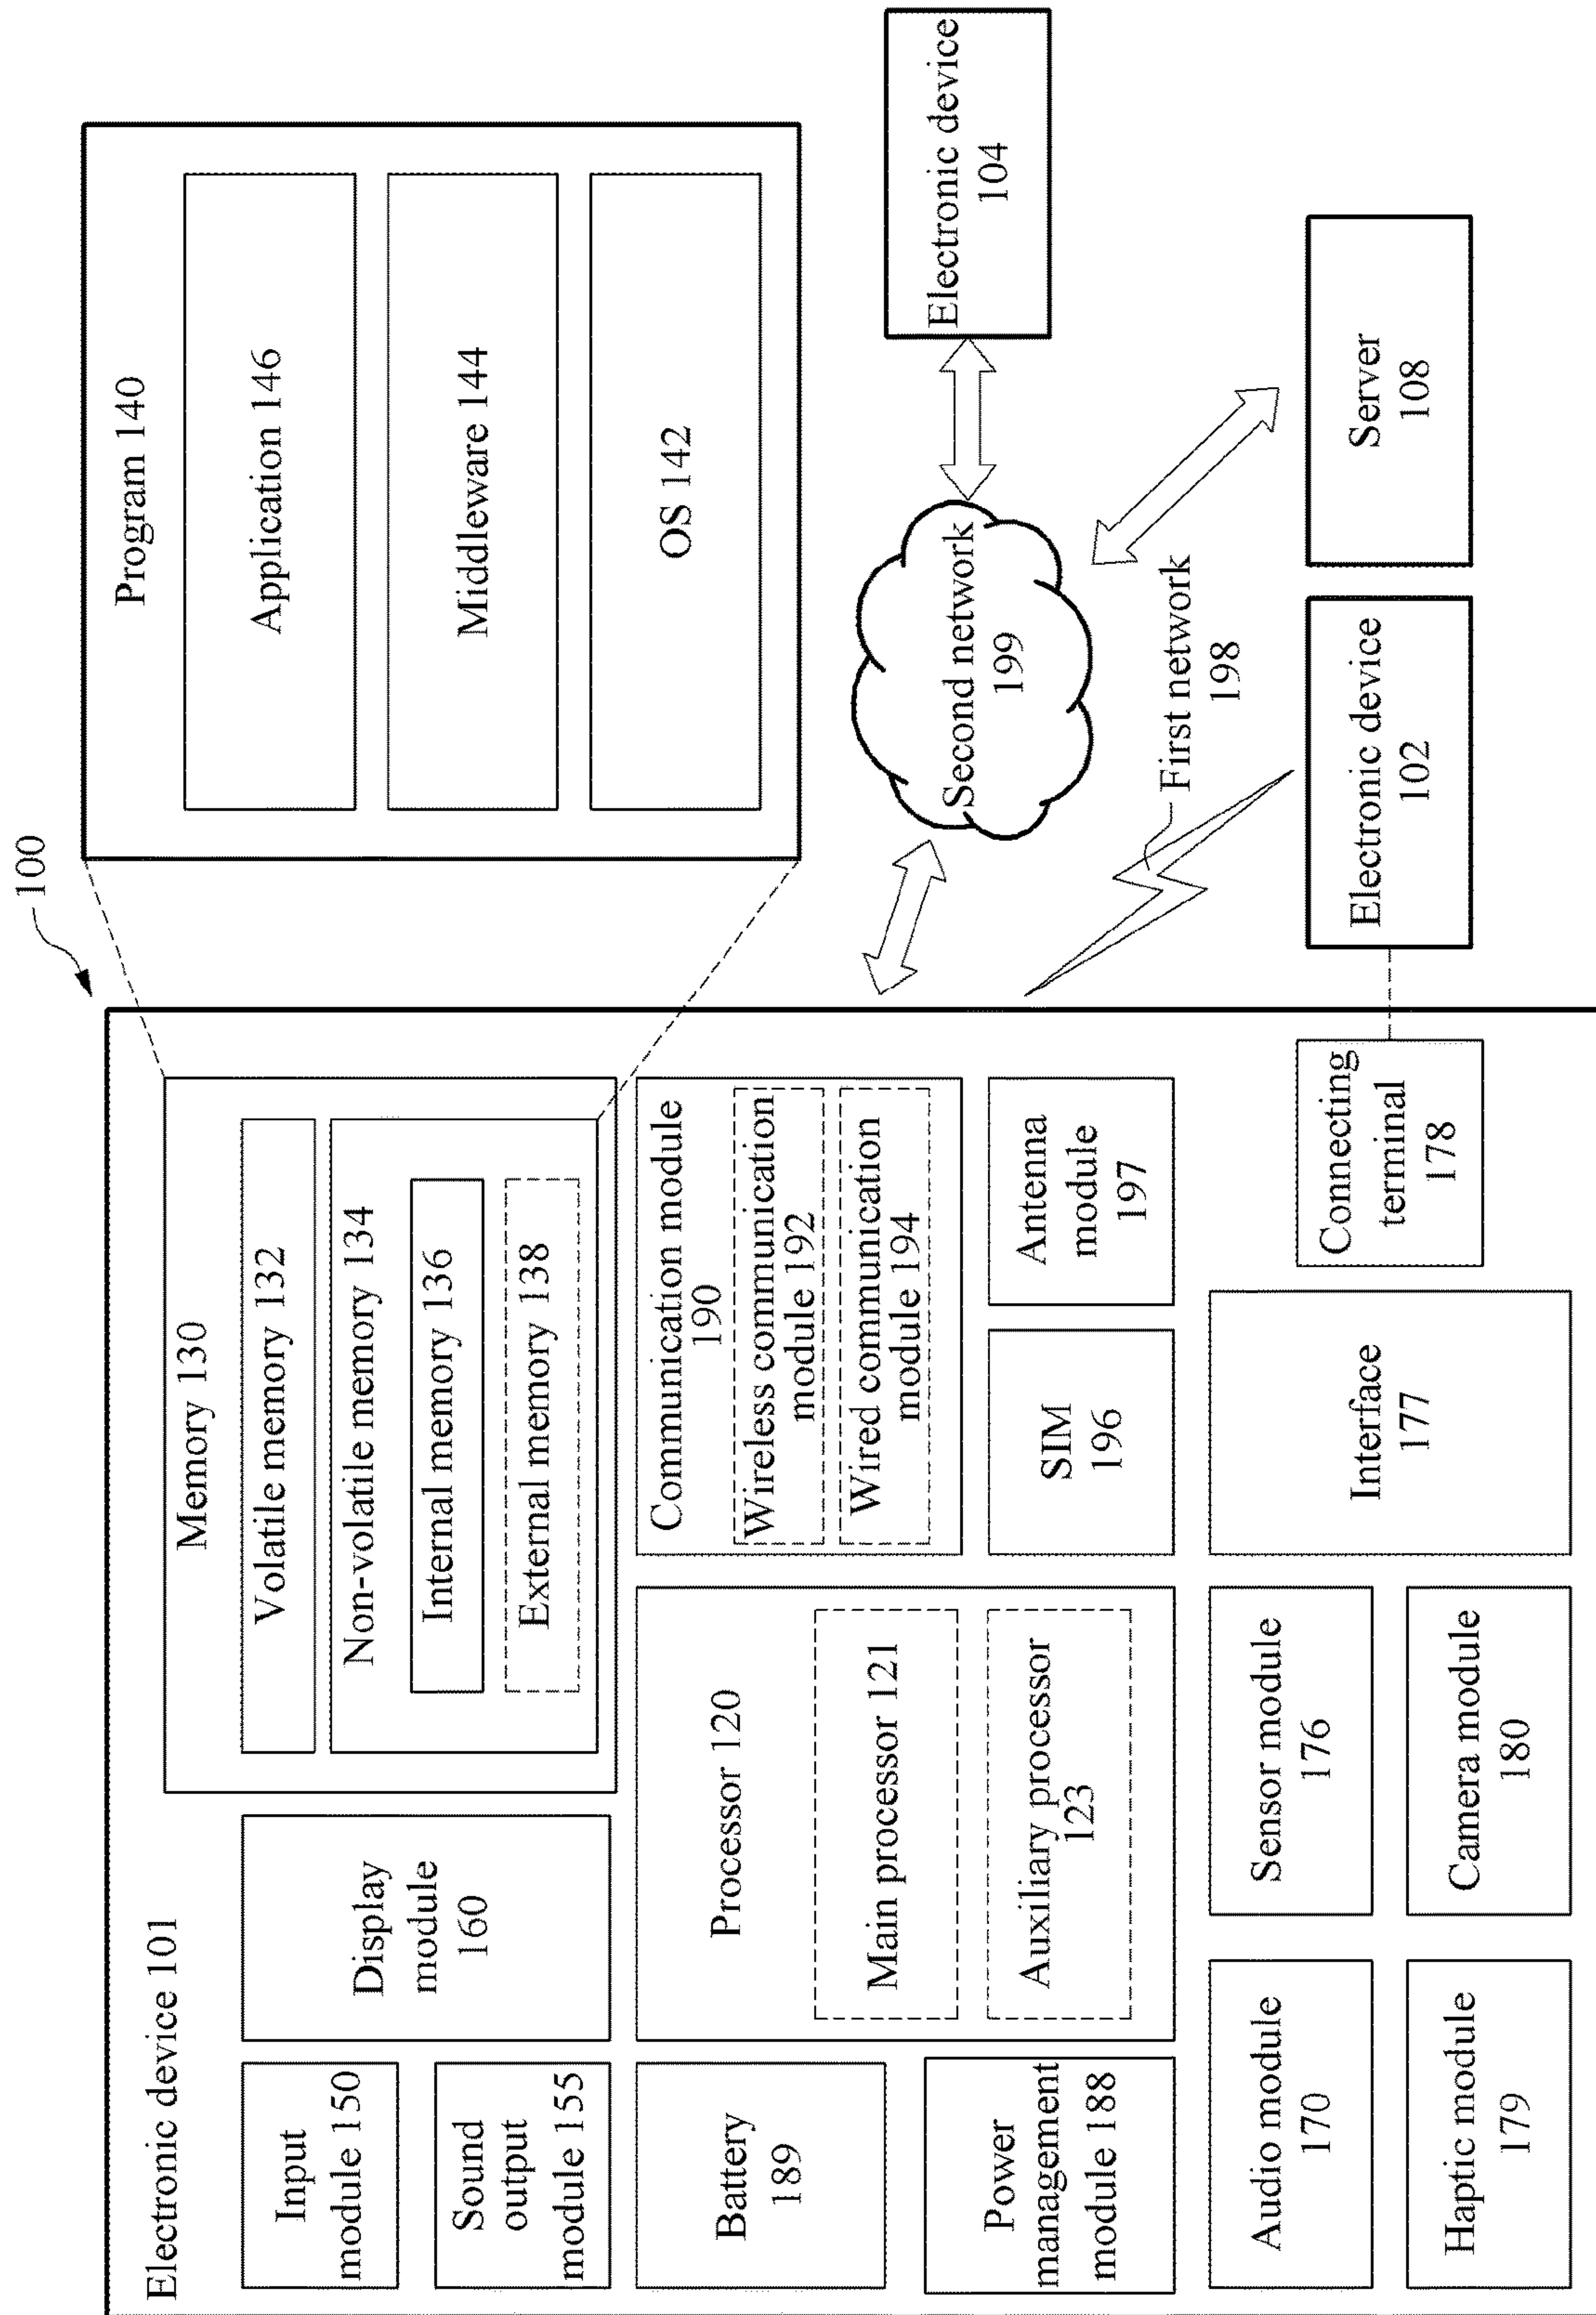 100
Electronic device 101
Memory 130
Volatile memory 132
Non-volatile memory 134
Internal memory 136
External memory 138
Program 140
Application 146
Middleware 144
OS 142
Input
module 150
Sound
output
module 155
Display
module
160
Battery
189
Power
management
module 188
Processor 120
Main processor 121
Auxiliary processor
123
Communication module
190
Wireless communication
module 192
Wired communication
module 194
SIM
196
Antenna
module
197
Second network
199
Electronic device
104
First network
198
Audio module
170
Sensor module
176
Interface
177
Connecting
terminal
178
Electronic device
102
Server
108
Haptic module
179
Camera module
180